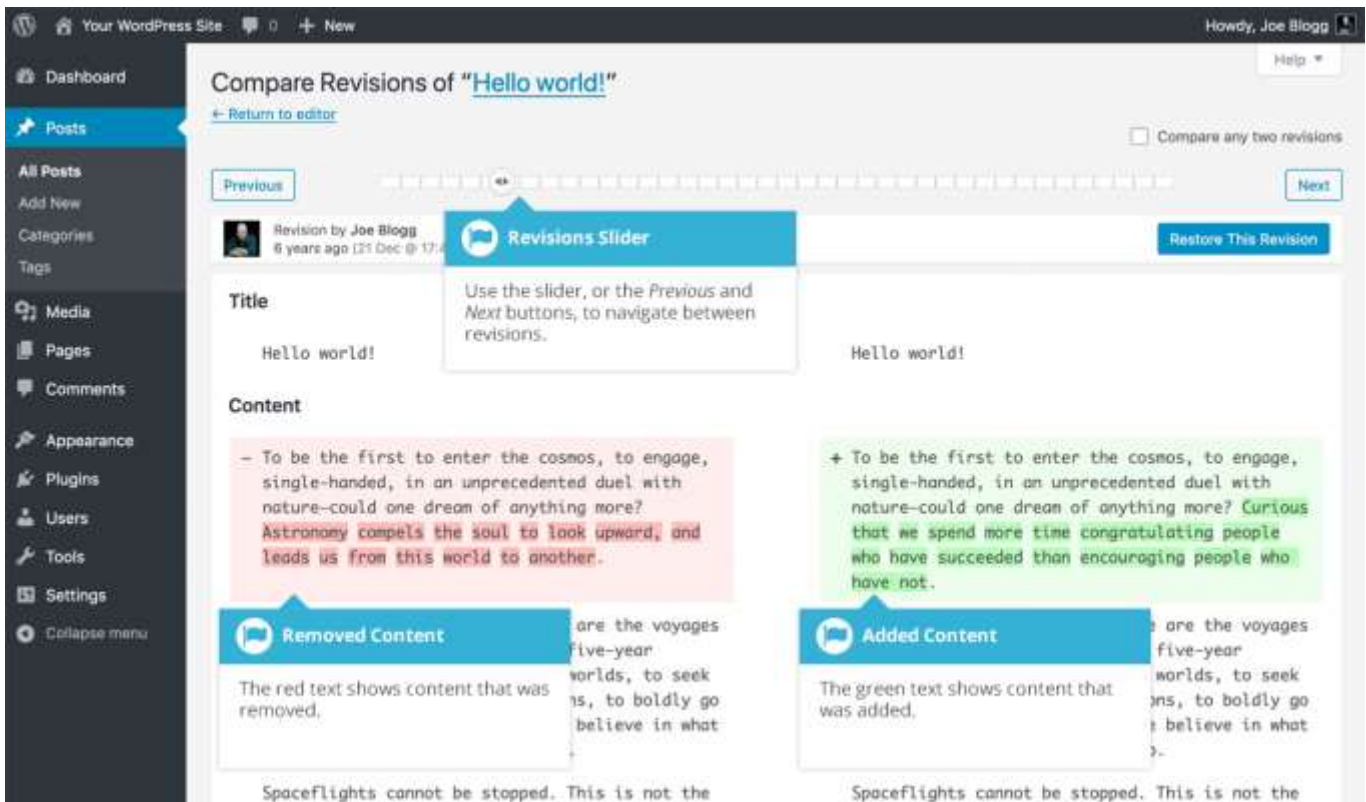 Your WordPress Site 0 + New Howdy, Joe Blogg
Help
Dashboard
Posts
All Posts
Add New
Categories
Tags
Media
Pages
Comments
Appearance
Plugins
Users
Tools
Settings
Collapse menu
Compare Revisions of “Hello world!”
← Return to editor
Compare any two revisions
Previous
Next
Revision by Joe Blogg
6 years ago (21 Dec @ 17:
Restore This Revision
Revisions Slider
Use the slider, or the Previous and
Next buttons, to navigate between
revisions.
Title
Hello world!
Hello world!
Content
– To be the first to enter the cosmos, to engage,
single-handed, in an unprecedented duel with
nature–could one dream of anything more?
Astronomy compels the soul to look upward, and
leads us from this world to another.
+ To be the first to enter the cosmos, to engage,
single-handed, in an unprecedented duel with
nature–could one dream of anything more? Curious
that we spend more time congratulating people
who have succeeded than encouraging people who
have not.
Removed Content
The red text shows content that was
removed.
are the voyages
five-year
worlds, to seek
ns, to boldly go
believe in what
.
Added Content
The green text shows content that
was added.
e are the voyages
five-year
worlds, to seek
ons, to boldly go
believe in what
Spaceflights cannot be stopped. This is not the
Spaceflights cannot be stopped. This is not the